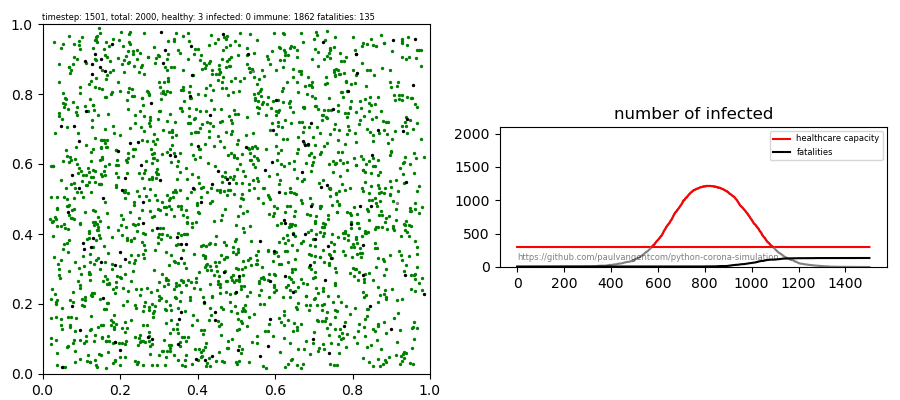 timestep: 1501, total: 2000, healthy: 3 infected: 0 immune: 1862 fatalities: 135
1.0
0.8
0.6
0.4
0.2
0.0
0.0 0.2 0.4 0.6 0.8 1.0
number of infected
2000
1500
1000
500
0
healthcare capacity
fatalities
https://github.com/paulvangentcom/python-corona-simulation
0 200 400 600 800 1000 1200 1400